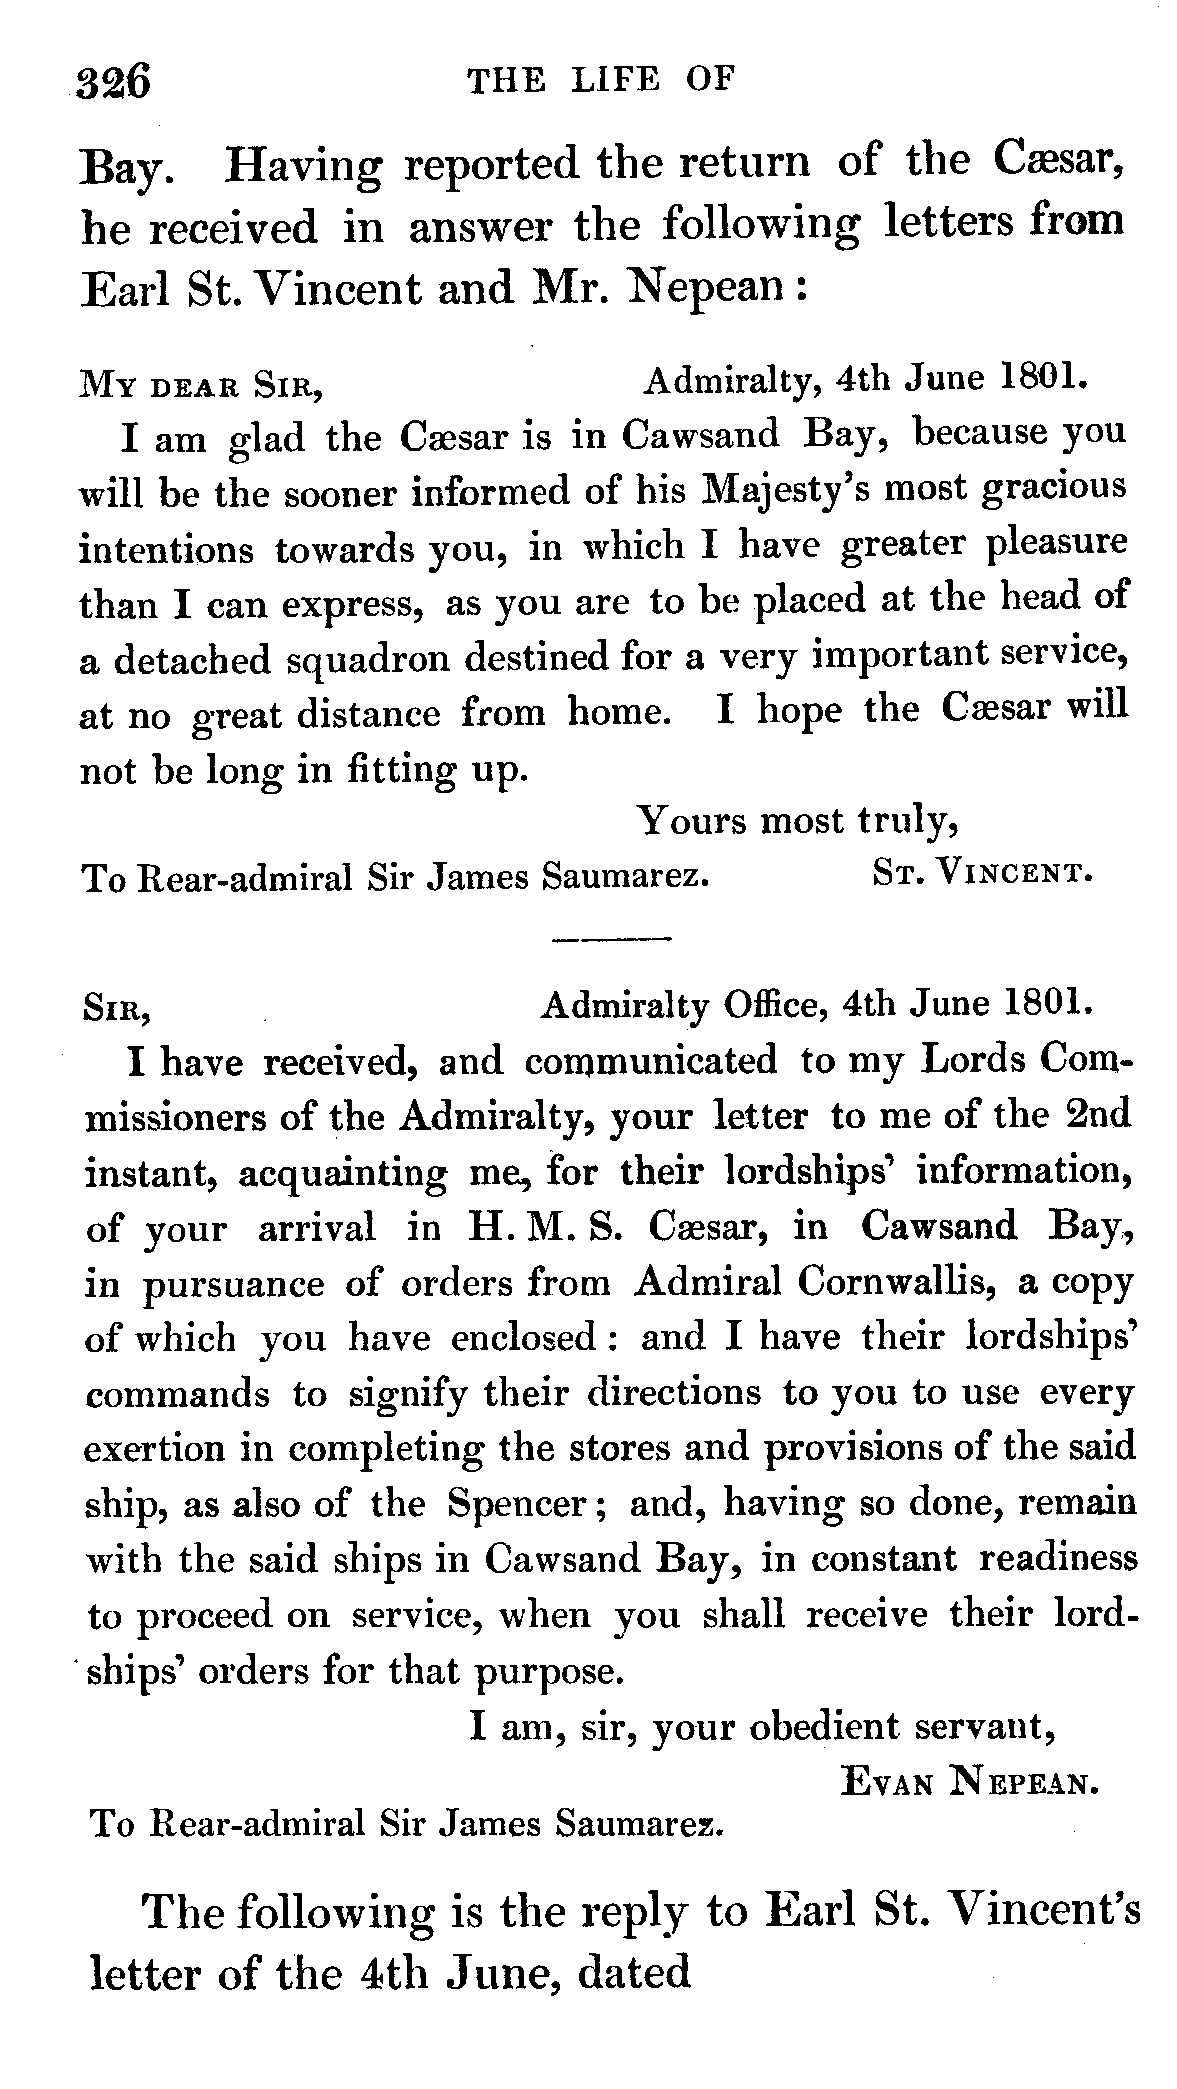 326 THE LIFE OF
Bay. Having reported the return of the Cæsar,
he received in answer the following letters from
Earl St. Vincent and Mr. Nepean :
My dear Sir, Admiralty, 4th June 1801.
I am glad the Cæsar is in Cawsand Bay, because you
will be the sooner informed of his Majesty's most gracious
intentions towards you, in which I have greater pleasure
than I can express, as you are to be placed at the head of
a detached squadron destined for a very important service,
at no great distance from home. I hope the Cæsar will
not be long in fitting up.
Yours most truly,
To Rear-admiral Sir James Saumarez. St. Vincent.
Sir, Admiralty Office, 4th June 1801.
I have received, and communicated to my Lords Com-
missioners of the Admiralty, your letter to me of the 2nd
instant, acquainting me, for their lordships' information,
of your arrival in H. M. S. Cæsar, in Cawsand Bay,
in pursuance of orders from Admiral Cornwallis, a copy
of which you have enclosed : and I have their lordships'
commands to signify their directions to you to use every
exertion in completing the stores and provisions of the said
ship, as also of the Spencer ; and, having so done, remain
with the said ships in Cawsand Bay, in constant readiness
to proceed on service, when you shall receive their lord-
ships' orders for that purpose.
I am, sir, your obedient servant,
Evan Nepean.
To Rear-admiral Sir James Saumarez.
The following is the reply to Earl St. Vincent's
letter of the 4th June, dated